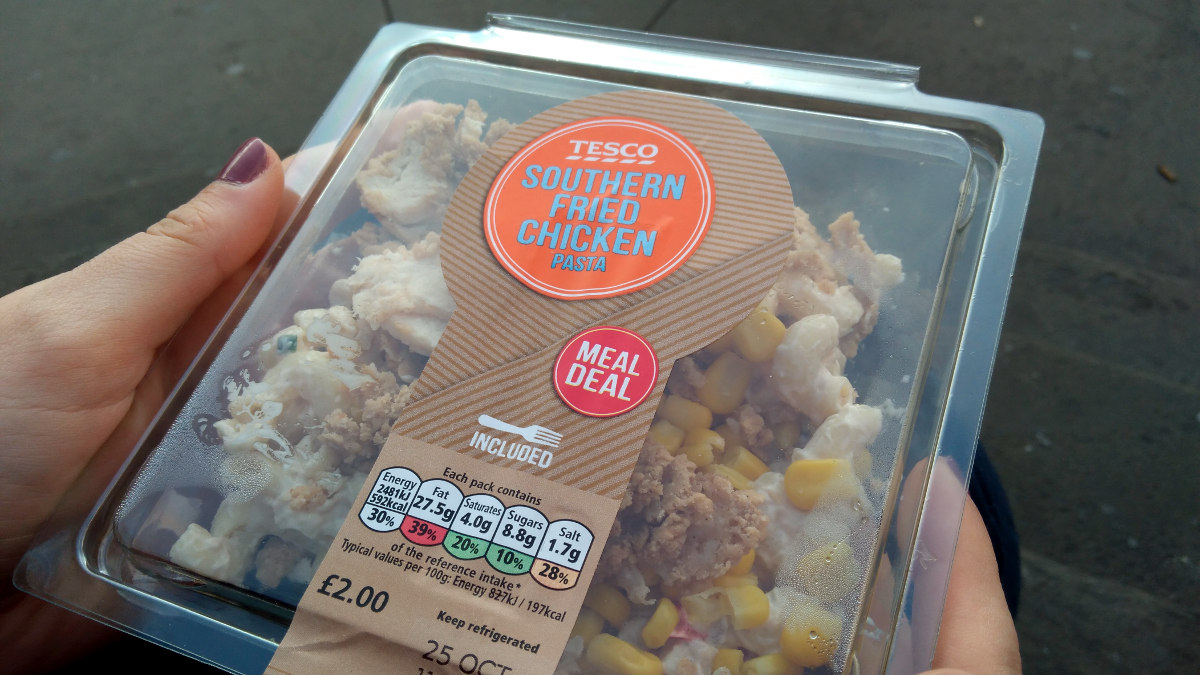 TESCO
SOUTHERN
FRIED
CHICKEN
PASTA
MEAL
DEAL
INCLUDED
Each pack contains
Energy 2481kJ 592kcal 30%
Fat 27.5g 39%
Saturates 4.0g 20%
Sugars 8.8g 10%
Salt 1.7g 28%
of the reference intake*
Typical values per 100g: Energy 827kJ / 197kcal
£2.00
Keep refrigerated
25 OCT